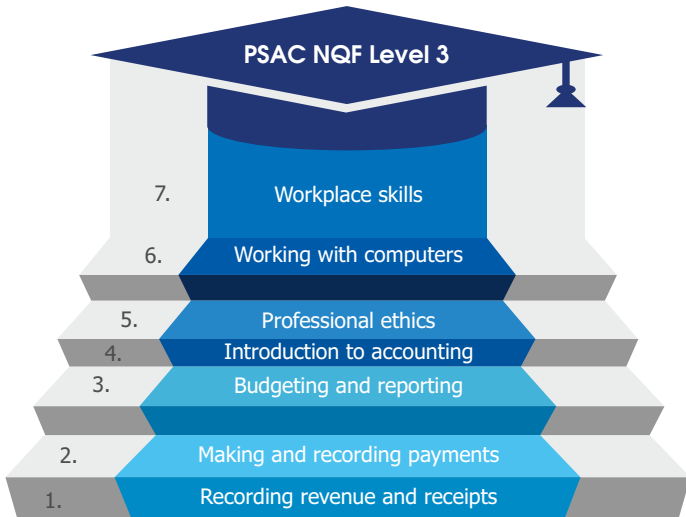 PSAC NQF Level 3
7. Workplace skills
6. Working with computers
5. Professional ethics
4. Introduction to accounting
3. Budgeting and reporting
2. Making and recording payments
1. Recording revenue and receipts